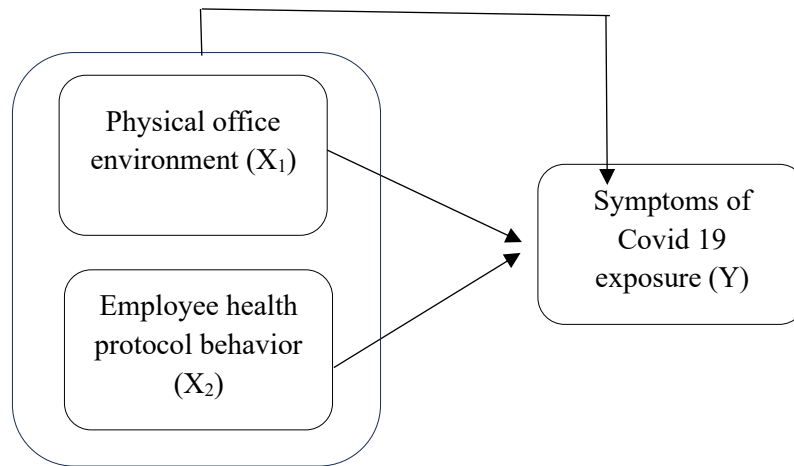 Physical office
environment (X₁)
Symptoms of
Covid 19
exposure (Y)
Employee health
protocol behavior
(X₂)